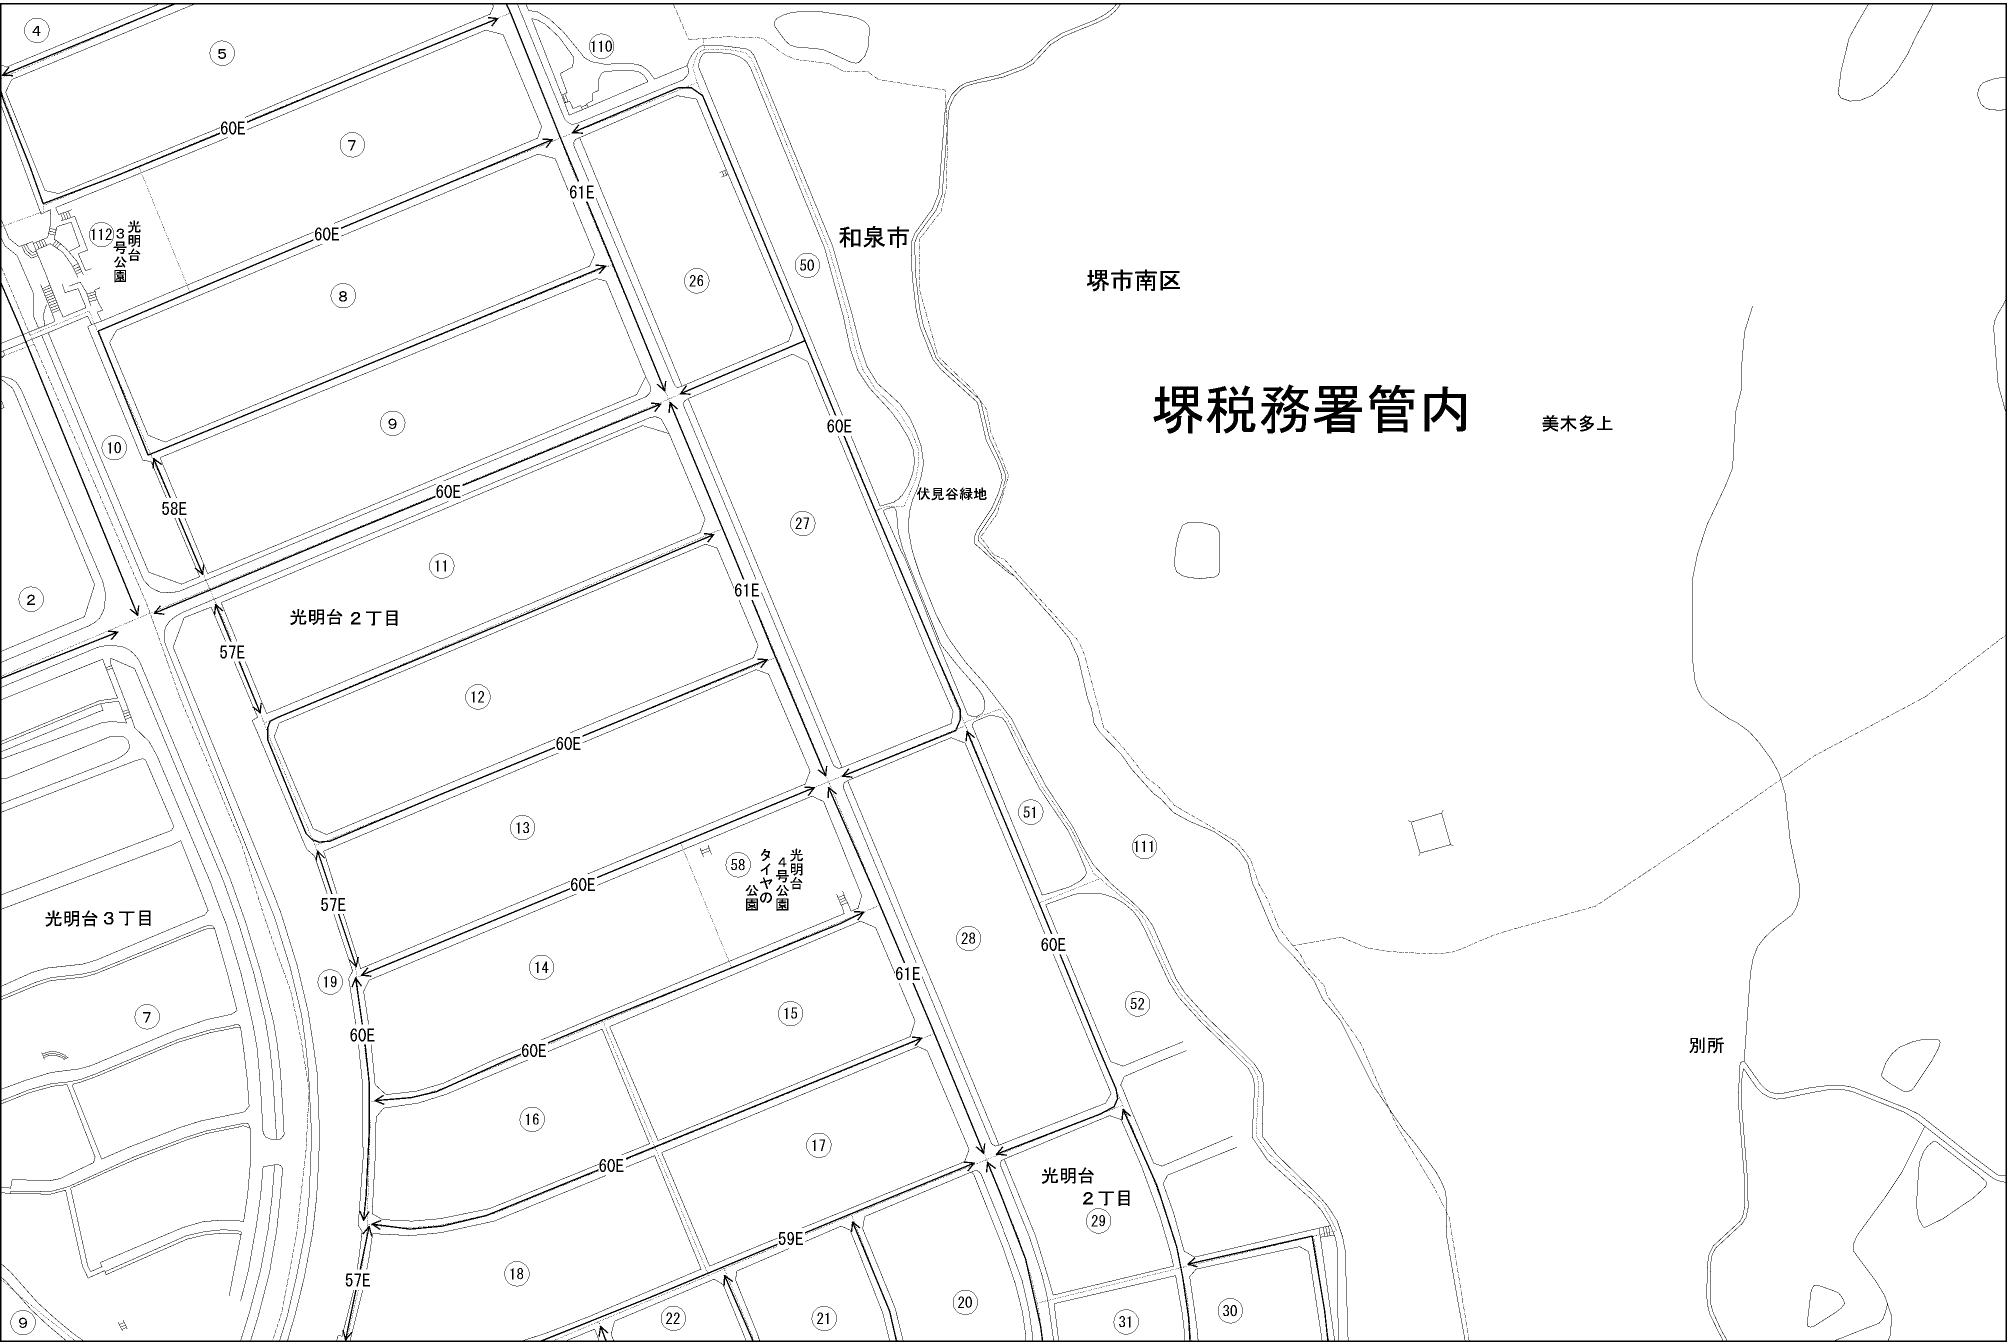 4
5
110
60E
7
60E
61E
112
光明台
3号公園
和泉市
50
26
堺市南区
8
堺税務署管内
美木多上
9
60E
10
60E
58E
伏見谷緑地
27
11
2
61E
光明台2丁目
57E
12
60E
13
51
111
58
光明台
4号公園
タイヤの
公園
60E
57E
光明台3丁目
28
60E
14
61E
19
52
15
7
60E
60E
別所
16
17
60E
光明台
2丁目
29
59E
18
57E
20
30
22
21
31
9